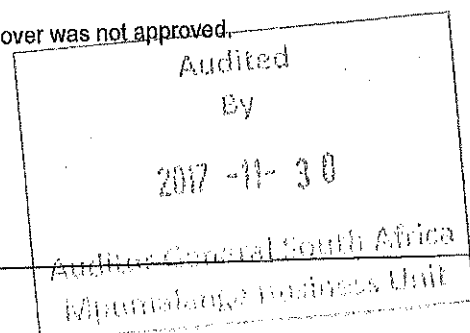 over was not approved,
Audited
By
2017 -11- 30
Auditor General South Africa
Mpumalanga Business Unit